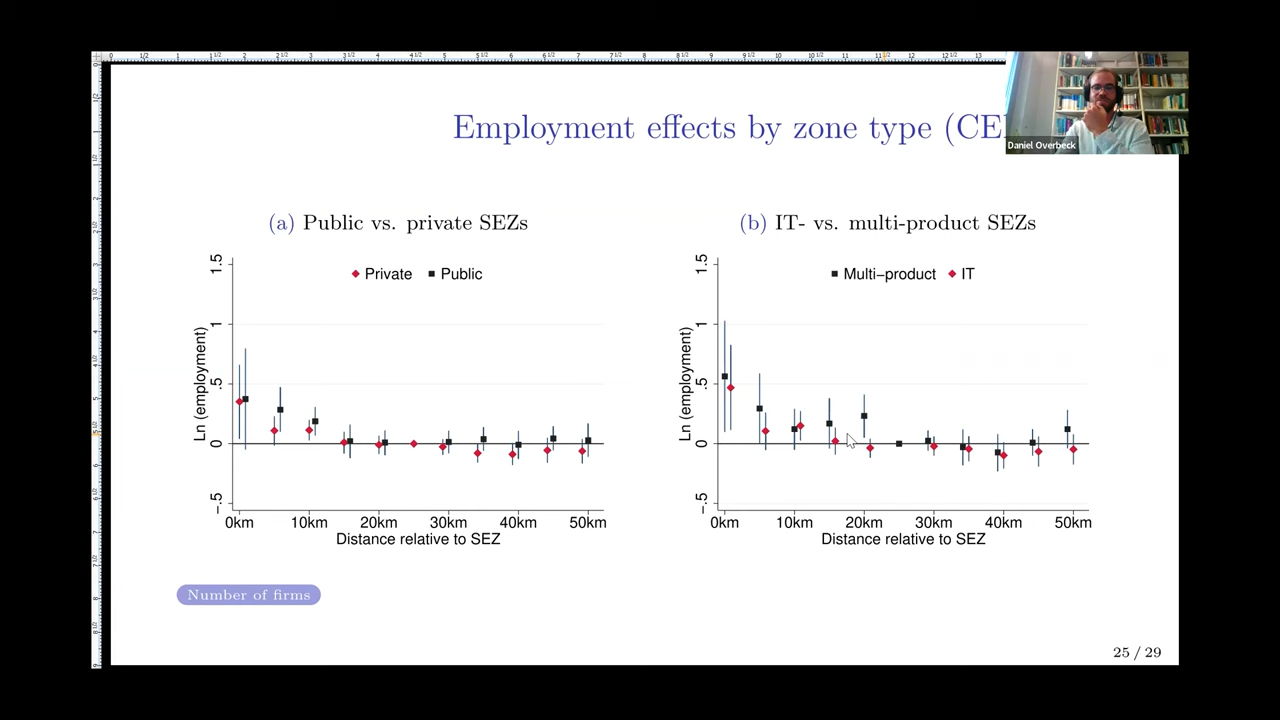 Employment effects by zone type (CE
Daniel Overbeck
(a) Public vs. private SEZs
Private Public
Ln (employment)
1.5
1
.5
0
-.5
0km 10km 20km 30km 40km 50km
Distance relative to SEZ
(b) IT- vs. multi-product SEZs
Multi-product IT
Ln (employment)
1.5
1
.5
0
-.5
0km 10km 20km 30km 40km 50km
Distance relative to SEZ
Number of firms
25 / 29